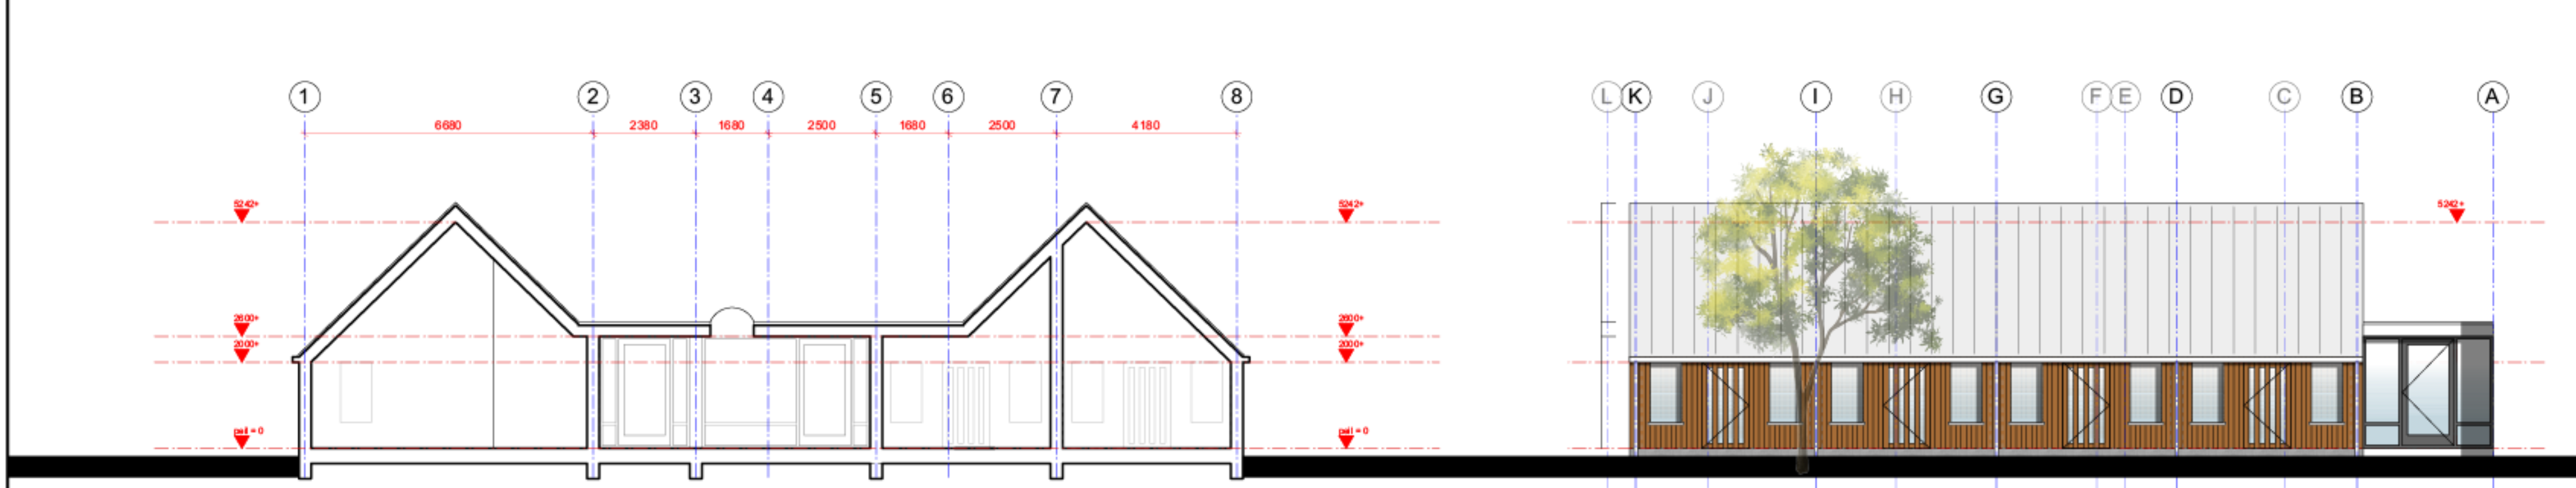 1 2 3 4 5 6 7 8 L K J I H G F E D C B A
6680 2380 1680 2500 1680 2500 4180
5242+ 5242+ 5242+
2600+ 2600+
2000+ 2000+
peil = 0 peil = 0